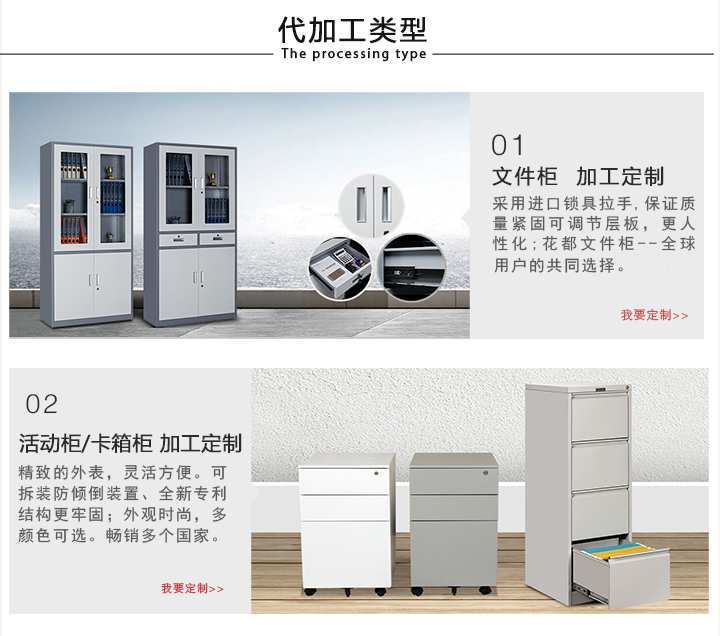 代加工类型
The processing type
01
文件柜 加工定制
采用进口锁具拉手,保证质
量紧固可调节层板，更人
性化;花都文件柜--全球
用户的共同选择。
我要定制>>
02
活动柜/卡箱柜 加工定制
精致的外表，灵活方便。可
拆装防倾倒装置、全新专利
结构更牢固；外观时尚，多
颜色可选。畅销多个国家。
我要定制>>